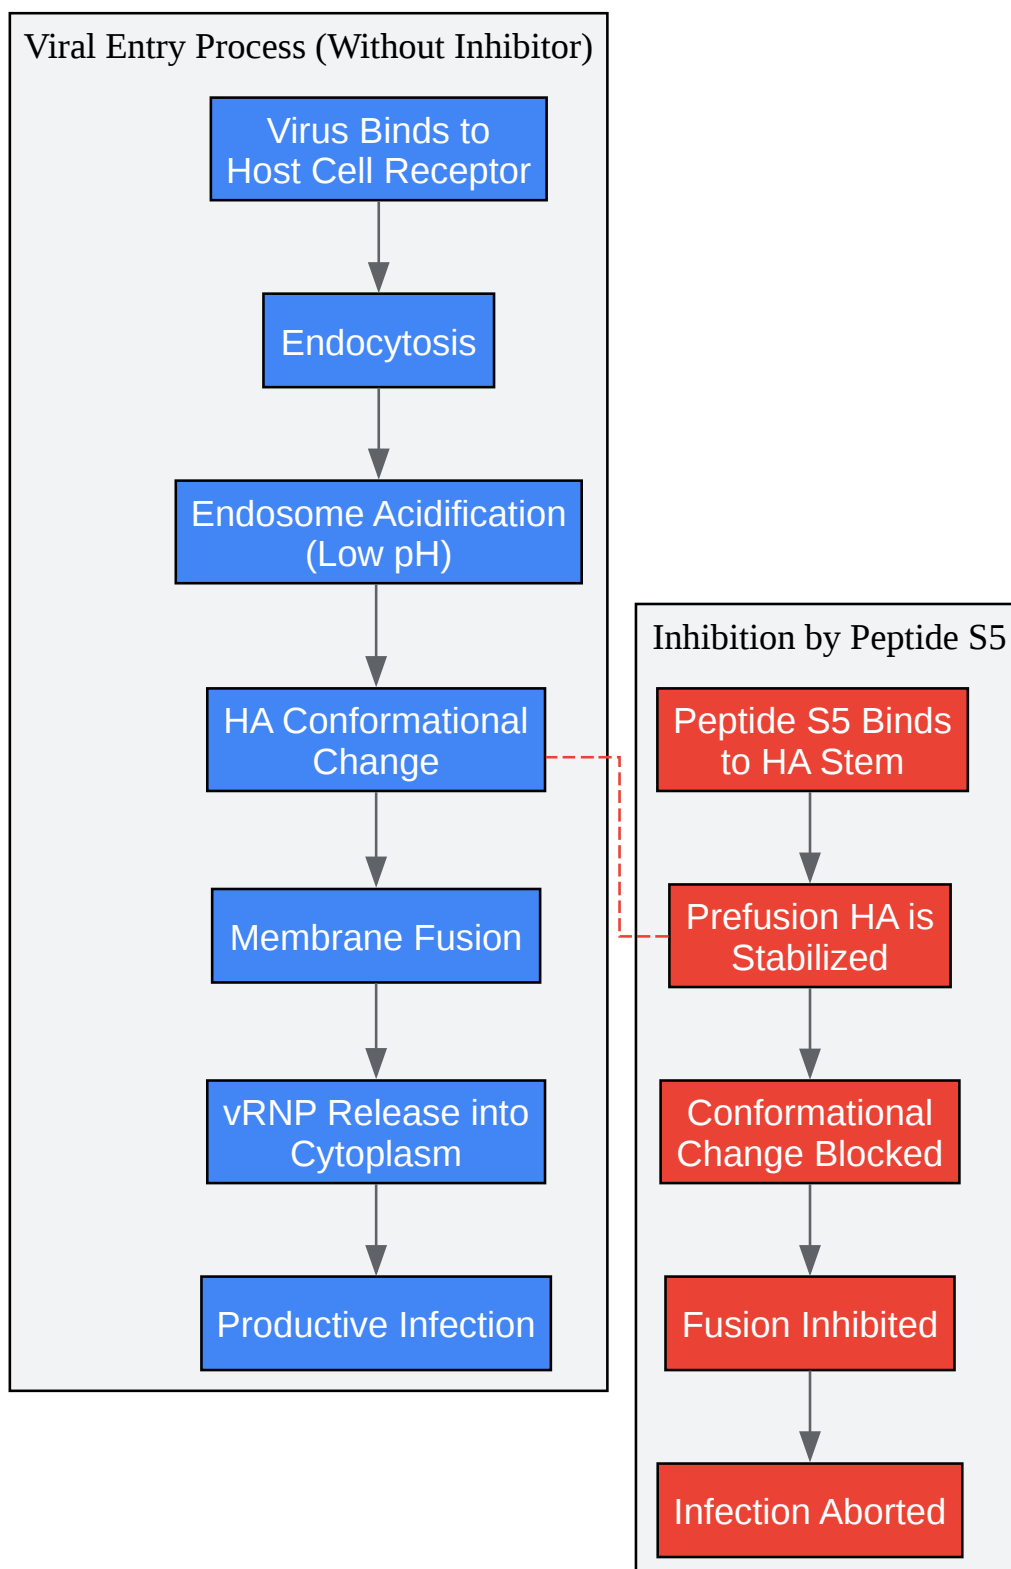 Viral Entry Process (Without Inhibitor)
Virus Binds to
Host Cell Receptor
Endocytosis
Endosome Acidification
(Low pH)
HA Conformational
Change
Membrane Fusion
vRNP Release into
Cytoplasm
Productive Infection
Inhibition by Peptide S5
Peptide S5 Binds
to HA Stem
Prefusion HA is
Stabilized
Conformational
Change Blocked
Fusion Inhibited
Infection Aborted